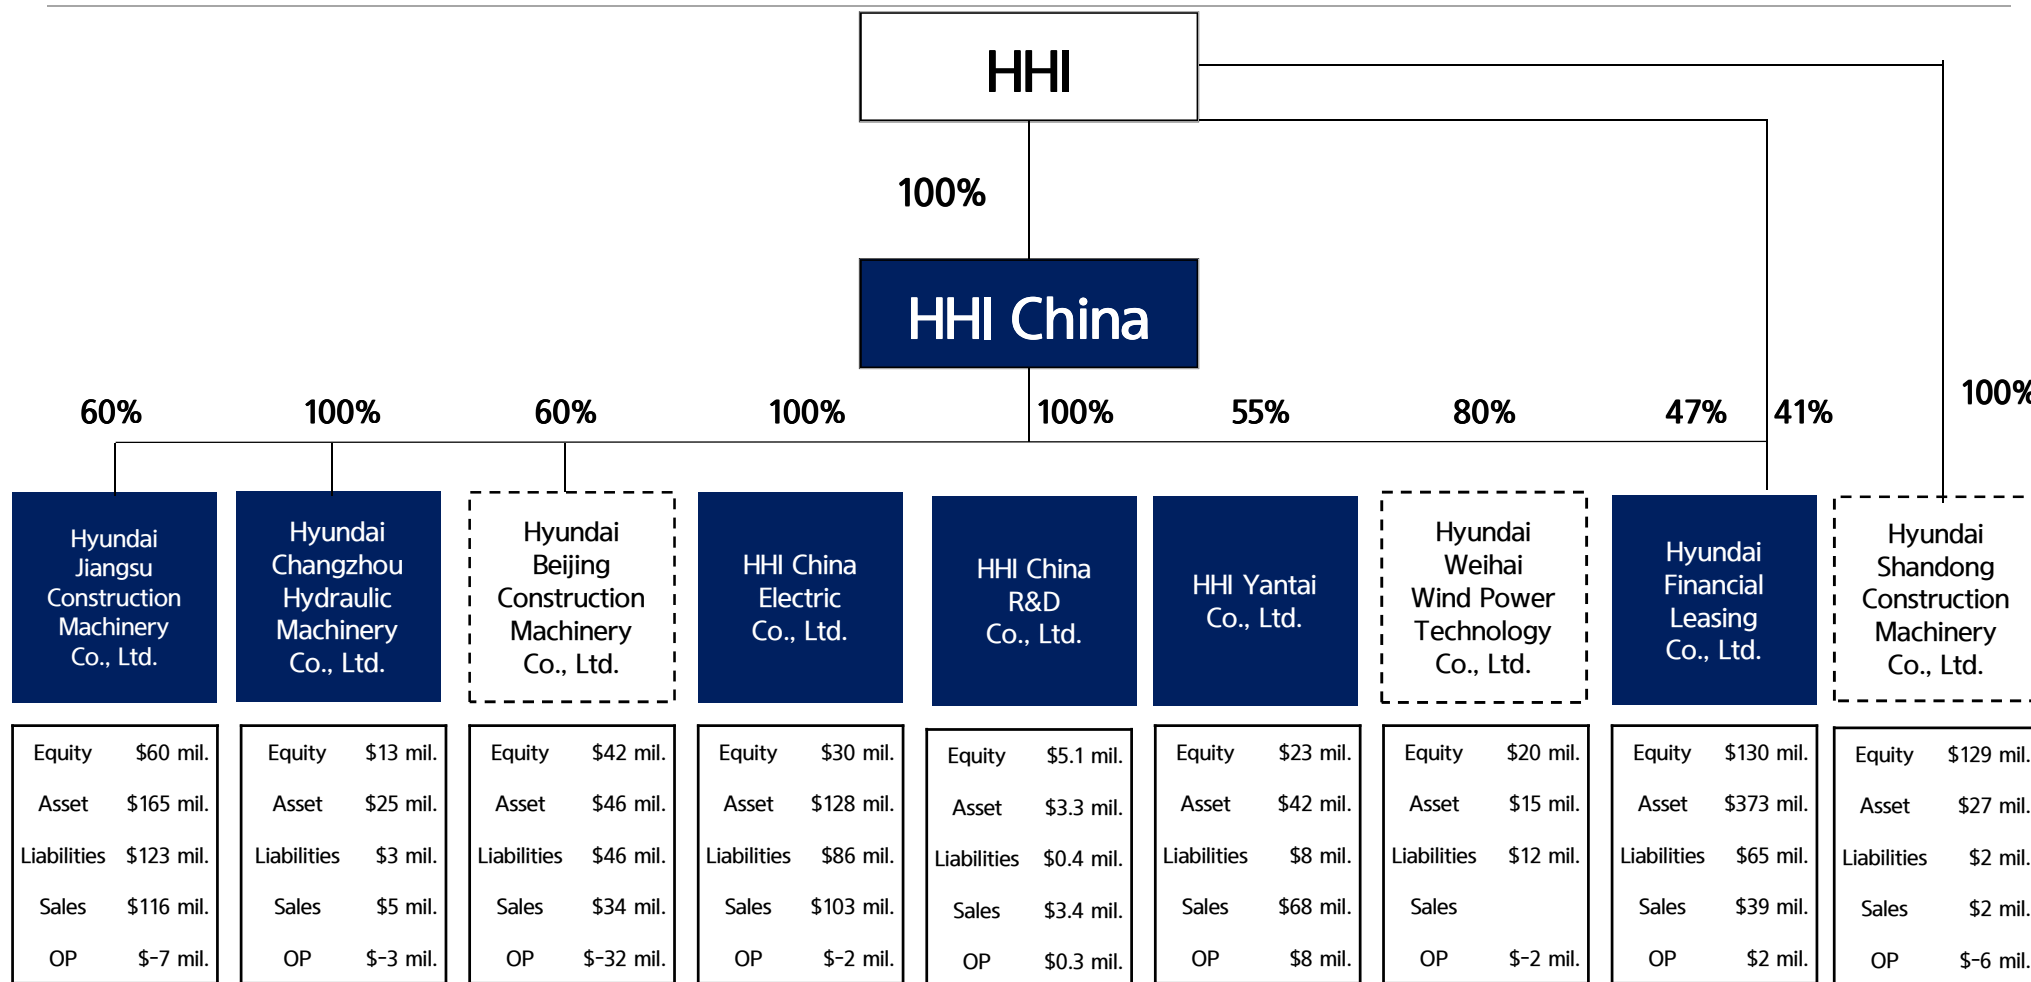 HHI
100%
HHI China
60%
100%
60%
100%
100%
55%
80%
47%
41%
100%
Hyundai
Jiangsu
Construction
Machinery
Co., Ltd.
Hyundai
Changzhou
Hydraulic
Machinery
Co., Ltd.
Hyundai
Beijing
Construction
Machinery
Co., Ltd.
HHI China
Electric
Co., Ltd.
HHI China
R&D
Co., Ltd.
HHI Yantai
Co., Ltd.
Hyundai
Weihai
Wind Power
Technology
Co., Ltd.
Hyundai
Financial
Leasing
Co., Ltd.
Hyundai
Shandong
Construction
Machinery
Co., Ltd.
Equity $60 mil.
Asset $165 mil.
Liabilities $123 mil.
Sales $116 mil.
OP $-7 mil.
Equity $13 mil.
Asset $25 mil.
Liabilities $3 mil.
Sales $5 mil.
OP $-3 mil.
Equity $42 mil.
Asset $46 mil.
Liabilities $46 mil.
Sales $34 mil.
OP $-32 mil.
Equity $30 mil.
Asset $128 mil.
Liabilities $86 mil.
Sales $103 mil.
OP $-2 mil.
Equity $5.1 mil.
Asset $3.3 mil.
Liabilities $0.4 mil.
Sales $3.4 mil.
OP $0.3 mil.
Equity $23 mil.
Asset $42 mil.
Liabilities $8 mil.
Sales $68 mil.
OP $8 mil.
Equity $20 mil.
Asset $15 mil.
Liabilities $12 mil.
Sales
OP $-2 mil.
Equity $130 mil.
Asset $373 mil.
Liabilities $65 mil.
Sales $39 mil.
OP $2 mil.
Equity $129 mil.
Asset $27 mil.
Liabilities $2 mil.
Sales $2 mil.
OP $-6 mil.